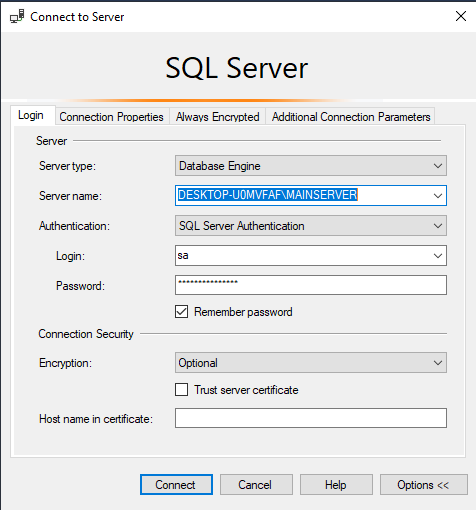 Connect to Server
SQL Server
Login Connection Properties Always Encrypted Additional Connection Parameters
Server
Server type: Database Engine
Server name: DESKTOP-U0MVFAF\MAINSERVER
Authentication: SQL Server Authentication
Login: sa
Password: ***************
Remember password
Connection Security
Encryption: Optional
Trust server certificate
Host name in certificate:
Connect Cancel Help Options <<